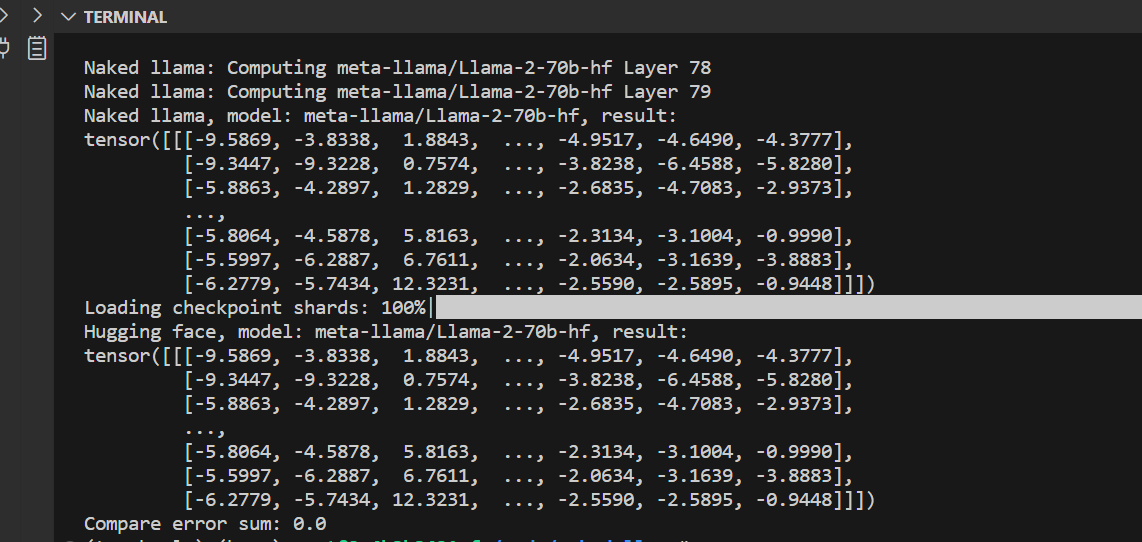 TERMINAL
Naked llama: Computing meta-llama/Llama-2-70b-hf Layer 78
Naked llama: Computing meta-llama/Llama-2-70b-hf Layer 79
Naked llama, model: meta-llama/Llama-2-70b-hf, result:
tensor([[[-9.5869, -3.8338,  1.8843,  ..., -4.9517, -4.6490, -4.3777],
         [-9.3447, -9.3228,  0.7574,  ..., -3.8238, -6.4588, -5.8280],
         [-5.8863, -4.2897,  1.2829,  ..., -2.6835, -4.7083, -2.9373],
         ...,
         [-5.8064, -4.5878,  5.8163,  ..., -2.3134, -3.1004, -0.9990],
         [-5.5997, -6.2887,  6.7611,  ..., -2.0634, -3.1639, -3.8883],
         [-6.2779, -5.7434, 12.3231,  ..., -2.5590, -2.5895, -0.9448]]])
Loading checkpoint shards: 100%|
Hugging face, model: meta-llama/Llama-2-70b-hf, result:
tensor([[[-9.5869, -3.8338,  1.8843,  ..., -4.9517, -4.6490, -4.3777],
         [-9.3447, -9.3228,  0.7574,  ..., -3.8238, -6.4588, -5.8280],
         [-5.8863, -4.2897,  1.2829,  ..., -2.6835, -4.7083, -2.9373],
         ...,
         [-5.8064, -4.5878,  5.8163,  ..., -2.3134, -3.1004, -0.9990],
         [-5.5997, -6.2887,  6.7611,  ..., -2.0634, -3.1639, -3.8883],
         [-6.2779, -5.7434, 12.3231,  ..., -2.5590, -2.5895, -0.9448]]])
Compare error sum: 0.0